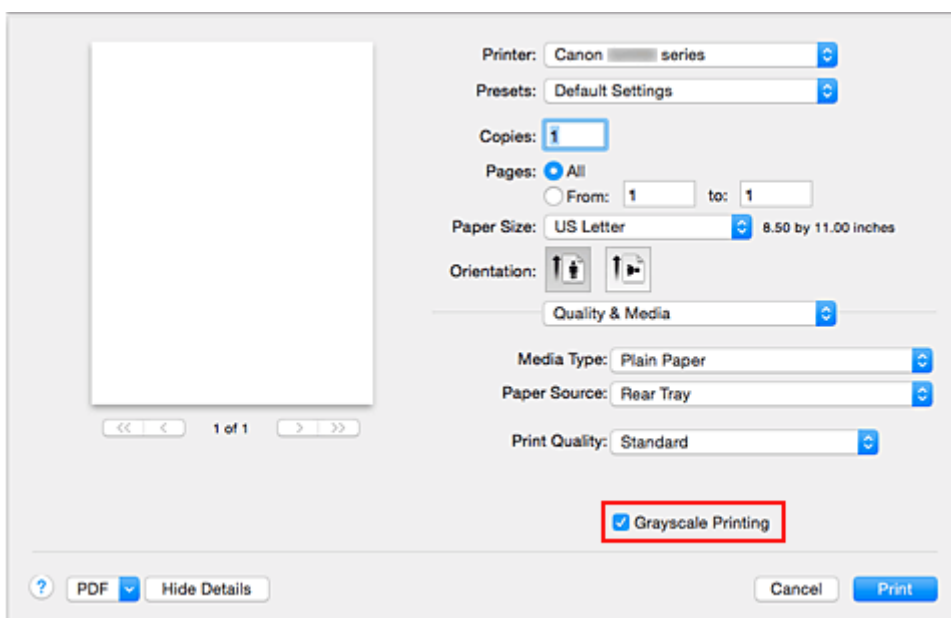 Printer: Canon series
Presets: Default Settings
Copies: 1
Pages: All
From: 1 to: 1
Paper Size: US Letter 8.50 by 11.00 inches
Orientation:
Quality & Media
Media Type: Plain Paper
Paper Source: Rear Tray
Print Quality: Standard
1 of 1
Grayscale Printing
? PDF Hide Details Cancel Print